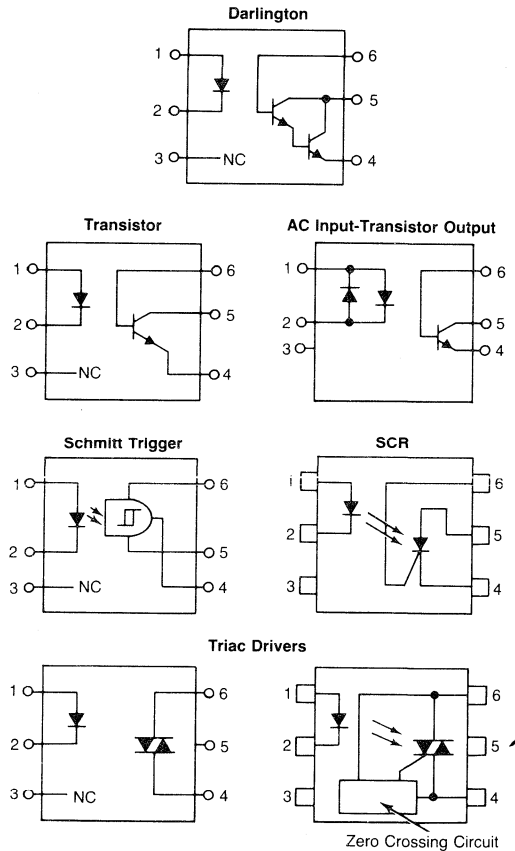 Darlington
1 6
2 5
3 NC 4
Transistor
1 6
2 5
3 NC 4
AC Input-Transistor Output
1 6
2 5
3 4
Schmitt Trigger
1 6
2 5
3 NC 4
SCR
1 6
2 5
3 4
Triac Drivers
1 6
2 5
3 NC 4
1 6
2 5
3 4
Zero Crossing Circuit